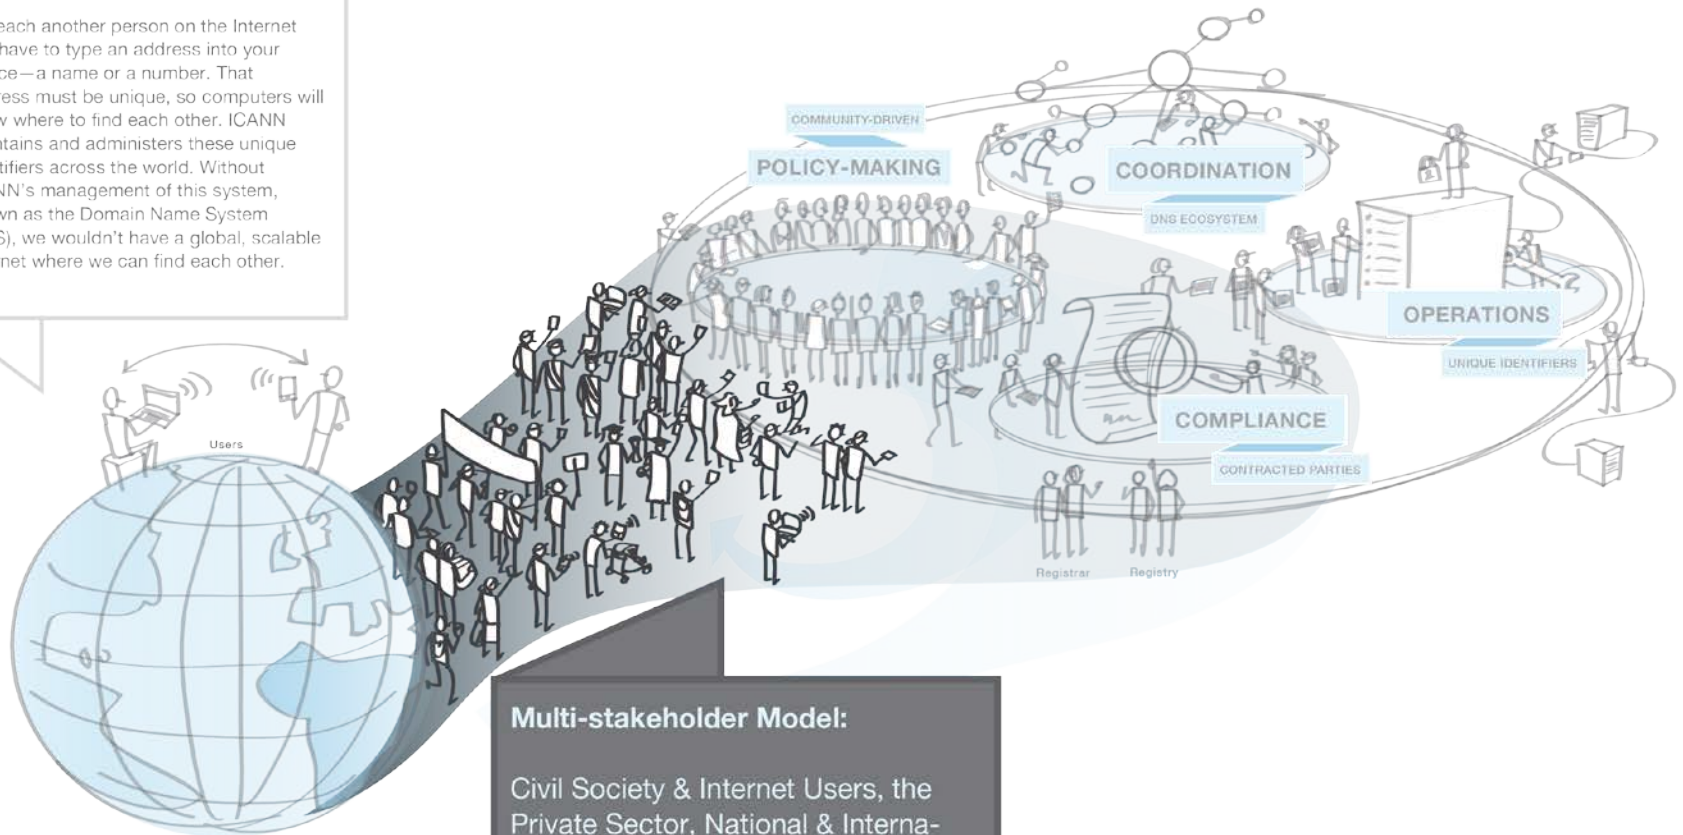 each another person on the Internet
have to type an address into your
ce—a name or a number. That
ress must be unique, so computers will
w where to find each other. ICANN
ntains and administers these unique
tifiers across the world. Without
NN's management of this system,
wn as the Domain Name System
S), we wouldn't have a global, scalable
rnet where we can find each other.
Users
COMMUNITY-DRIVEN
POLICY-MAKING
COORDINATION
DNS ECOSYSTEM
OPERATIONS
UNIQUE IDENTIFIERS
COMPLIANCE
CONTRACTED PARTIES
Registrar
Registry
Multi-stakeholder Model:
Civil Society & Internet Users, the
Private Sector, National & Interna-